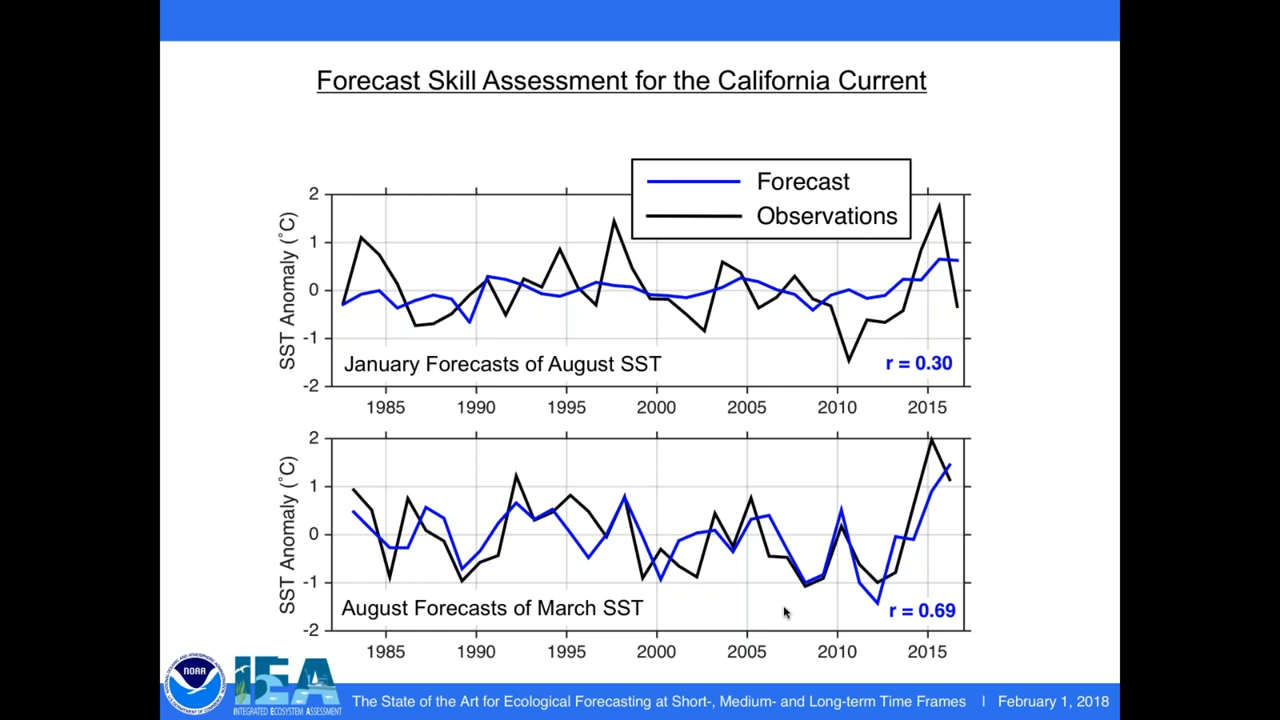 Forecast Skill Assessment for the California Current
Forecast
Observations
SST Anomaly (˚C)
2
1
0
-1
-2
January Forecasts of August SST
r = 0.30
1985 1990 1995 2000 2005 2010 2015
SST Anomaly (˚C)
2
1
0
-1
-2
August Forecasts of March SST
r = 0.69
1985 1990 1995 2000 2005 2010 2015
NOAA
IEA
INTEGRATED ECOSYSTEM ASSESSMENT
The State of the Art for Ecological Forecasting at Short-, Medium- and Long-term Time Frames | February 1, 2018